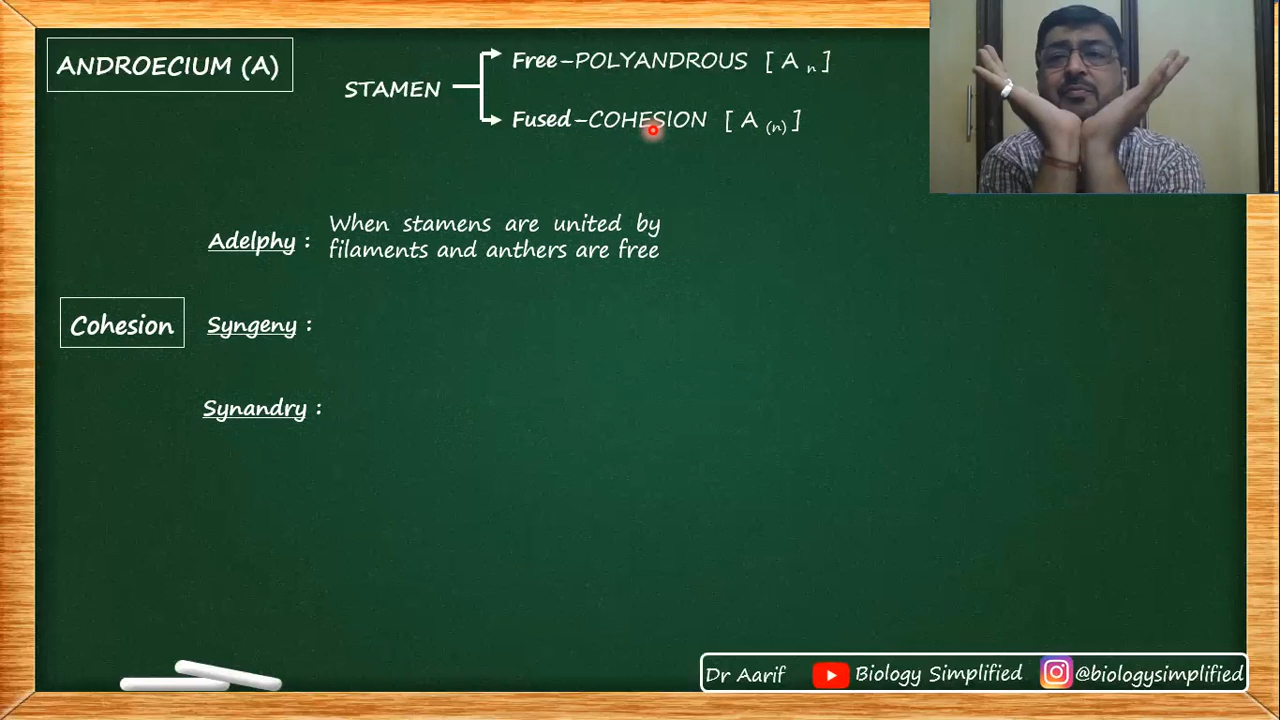 ANDROECIUM (A)
STAMEN
Free-POLYANDROUS [ A n ]
Fused-COHESION [ A (n) ]
Adelphy : When stamens are united by
filaments and anthers are free
Cohesion
Syngeny :
Synandry :
Dr Aarif Biology Simplified @biologysimplified